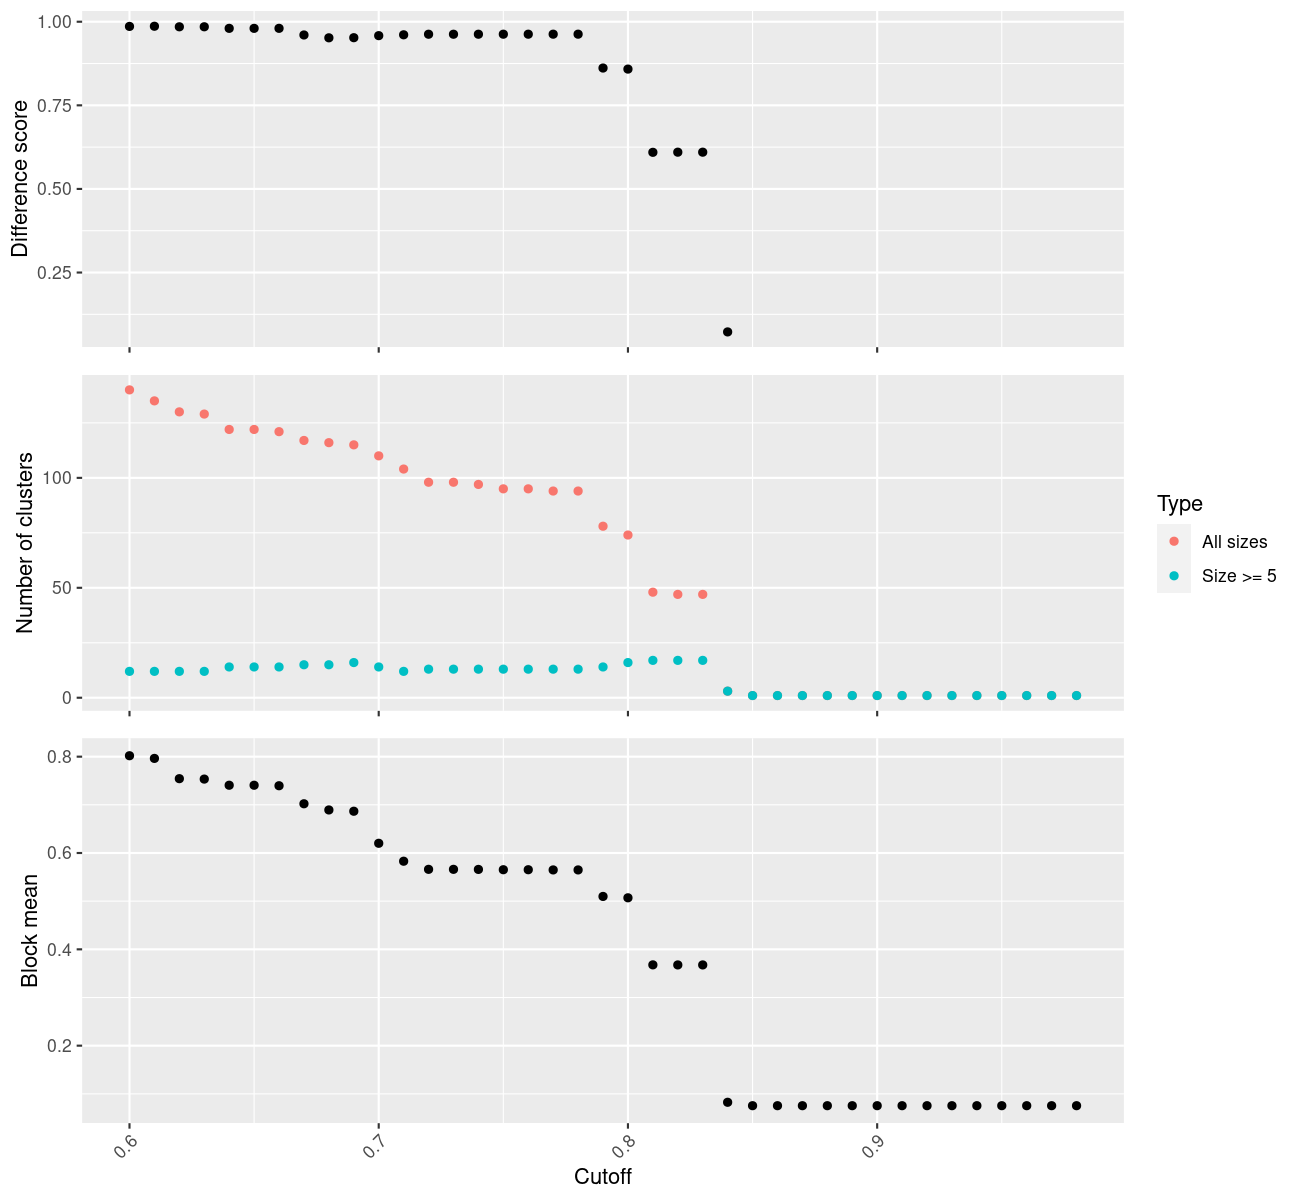 Difference score
1.00
0.75
0.50
0.25
Number of clusters
100
50
0
Type
All sizes
Size >= 5
Block mean
0.8
0.6
0.4
0.2
0.6
0.7
0.8
0.9
Cutoff